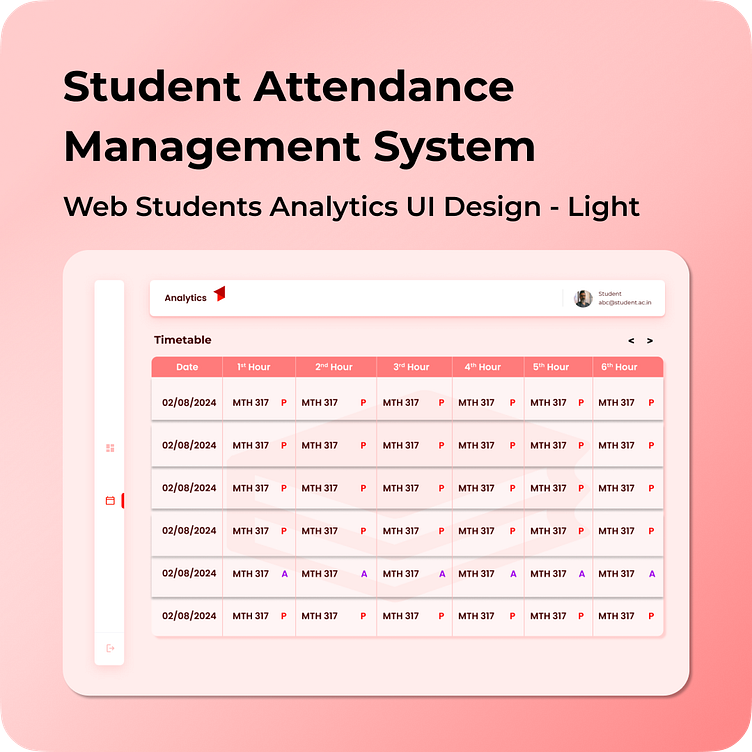 Student Attendance
Management System
Web Students Analytics UI Design - Light
Analytics
Student
abc@student.ac.in
Timetable < >
Date 1st Hour 2nd Hour 3rd Hour 4th Hour 5th Hour 6th Hour
02/08/2024 MTH 317 P MTH 317 P MTH 317 P MTH 317 P MTH 317 P MTH 317 P
02/08/2024 MTH 317 P MTH 317 P MTH 317 P MTH 317 P MTH 317 P MTH 317 P
02/08/2024 MTH 317 P MTH 317 P MTH 317 P MTH 317 P MTH 317 P MTH 317 P
02/08/2024 MTH 317 P MTH 317 P MTH 317 P MTH 317 P MTH 317 P MTH 317 P
02/08/2024 MTH 317 A MTH 317 A MTH 317 A MTH 317 A MTH 317 A MTH 317 A
02/08/2024 MTH 317 P MTH 317 P MTH 317 P MTH 317 P MTH 317 P MTH 317 P